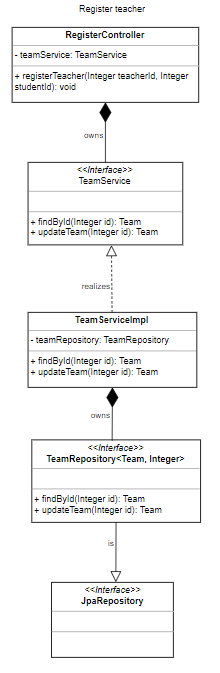 Register teacher
RegisterController
- teamService: TeamService
+ registerTeacher(Integer teacherId, Integer
studentId): void
owns
<<Interface>>
TeamService
+ findById(Integer id): Team
+ updateTeam(Integer id): Team
realizes
TeamServiceImpl
- teamRepository: TeamRepository
+ findById(Integer id): Team
+ updateTeam(Integer id): Team
owns
<<Interface>>
TeamRepository<Team, Integer>
+ findById(Integer id): Team
+ updateTeam(Integer id): Team
is
<<Interface>>
JpaRepository